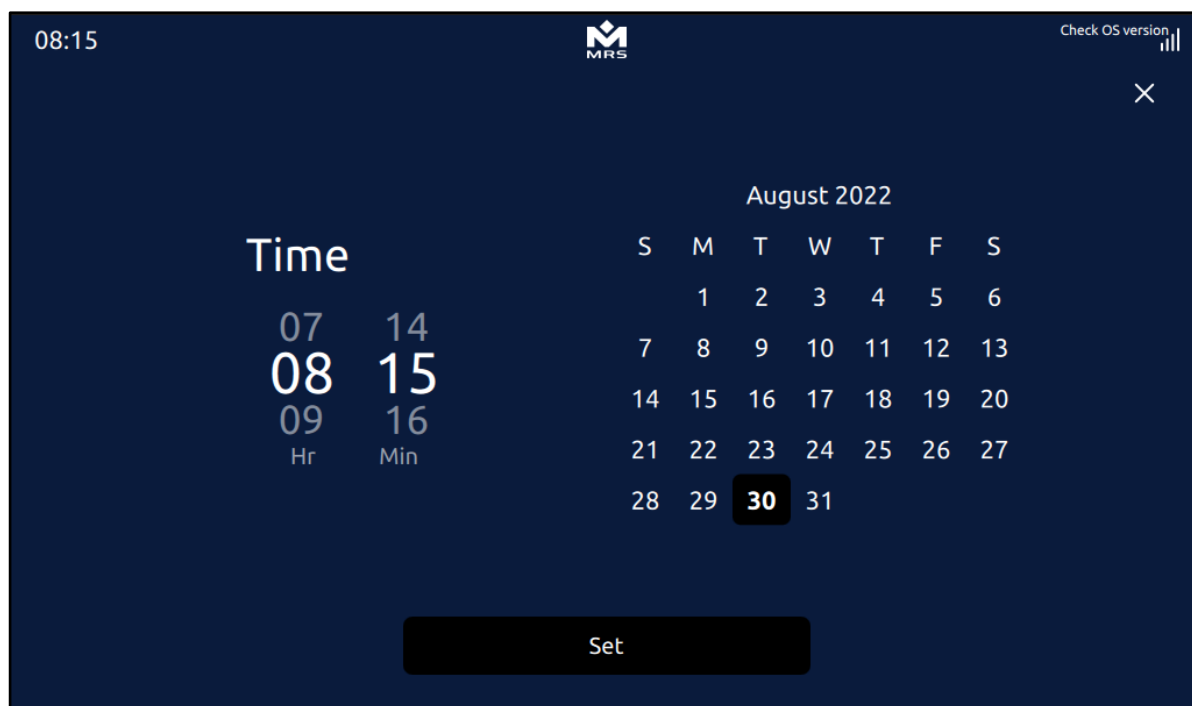 08:15
MRS
Check OS version
August 2022
Time
S M T W T F S
1 2 3 4 5 6
07 14
7 8 9 10 11 12 13
08 15
14 15 16 17 18 19 20
09 16
Hr Min
21 22 23 24 25 26 27
28 29 30 31
Set